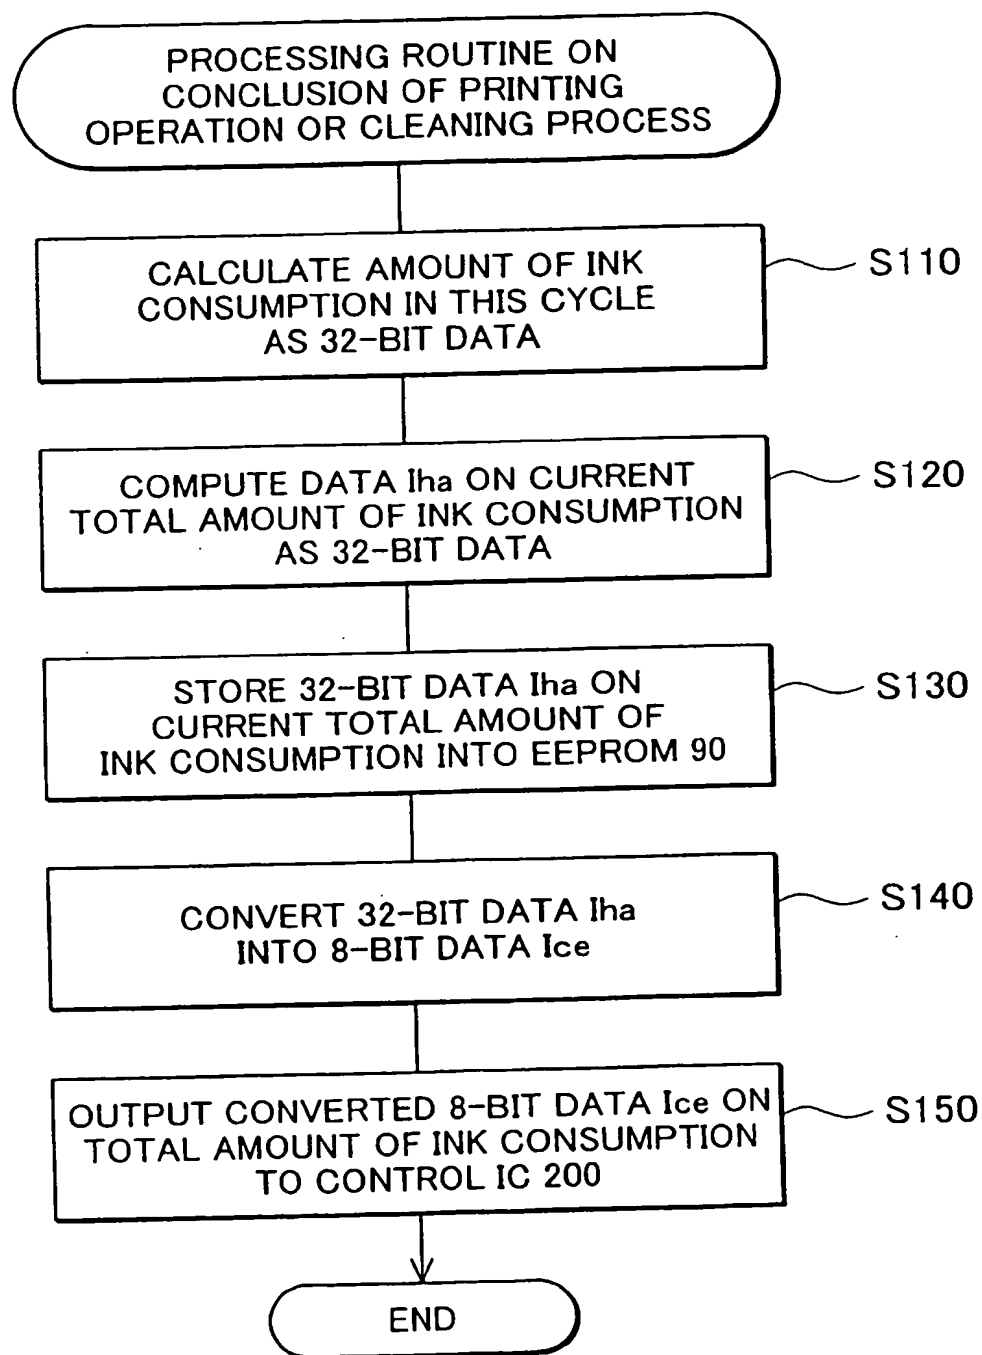 PROCESSING ROUTINE ON
CONCLUSION OF PRINTING
OPERATION OR CLEANING PROCESS
CALCULATE AMOUNT OF INK
CONSUMPTION IN THIS CYCLE
AS 32-BIT DATA
S110
COMPUTE DATA Iha ON CURRENT
TOTAL AMOUNT OF INK CONSUMPTION
AS 32-BIT DATA
S120
STORE 32-BIT DATA Iha ON
CURRENT TOTAL AMOUNT OF
INK CONSUMPTION INTO EEPROM 90
S130
CONVERT 32-BIT DATA Iha
INTO 8-BIT DATA Ice
S140
OUTPUT CONVERTED 8-BIT DATA Ice ON
TOTAL AMOUNT OF INK CONSUMPTION
TO CONTROL IC 200
S150
END